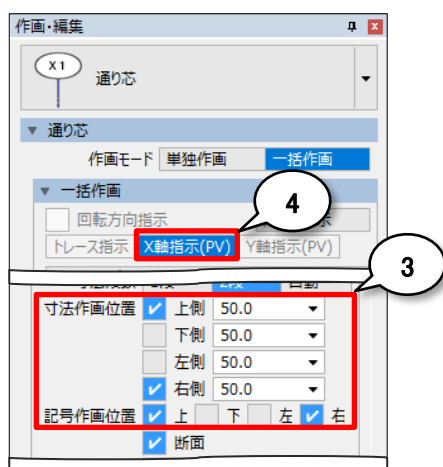 作画・編集
X1
通り芯
通り芯
作画モード 単独作画 一括作画
一括作画
4
回転方向指示
トレース指示 X軸指示(PV) Y軸指示(PV)
3
寸法作画位置 上側 50.0
下側 50.0
左側 50.0
右側 50.0
記号作画位置 上 下 左 右
断面